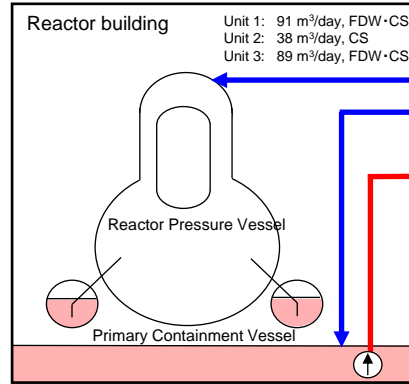 Reactor building
Unit 1: 91 m³/day, FDW・CS
Unit 2: 38 m³/day, CS
Unit 3: 89 m³/day, FDW・CS
Reactor Pressure Vessel
Primary Containment Vessel